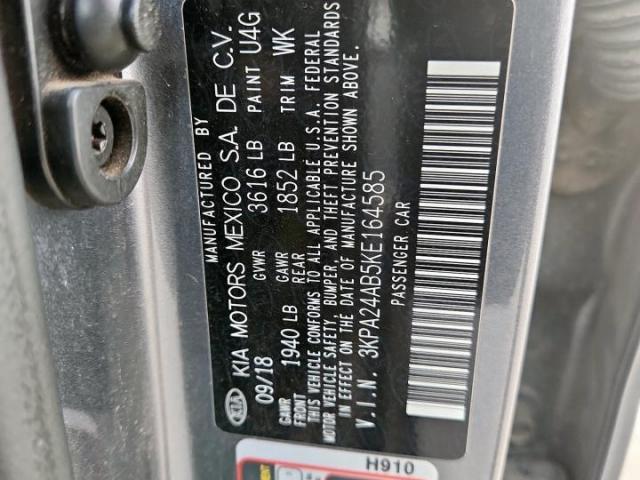 MANUFACTURED BY
KIA KIA MOTORS MEXICO S.A. DE C.V.
09/18 GVWR 3616 LB PAINT U4G
GAWR FRONT 1940 LB GAWR REAR 1852 LB TRIM WK
THIS VEHICLE CONFORMS TO ALL APPLICABLE U.S.A. FEDERAL
MOTOR VEHICLE SAFETY, BUMPER, AND THEFT PREVENTION STANDARDS
IN EFFECT ON THE DATE OF MANUFACTURE SHOWN ABOVE.
V.I.N. 3KPA24AB5KE164585
PASSENGER CAR
H910